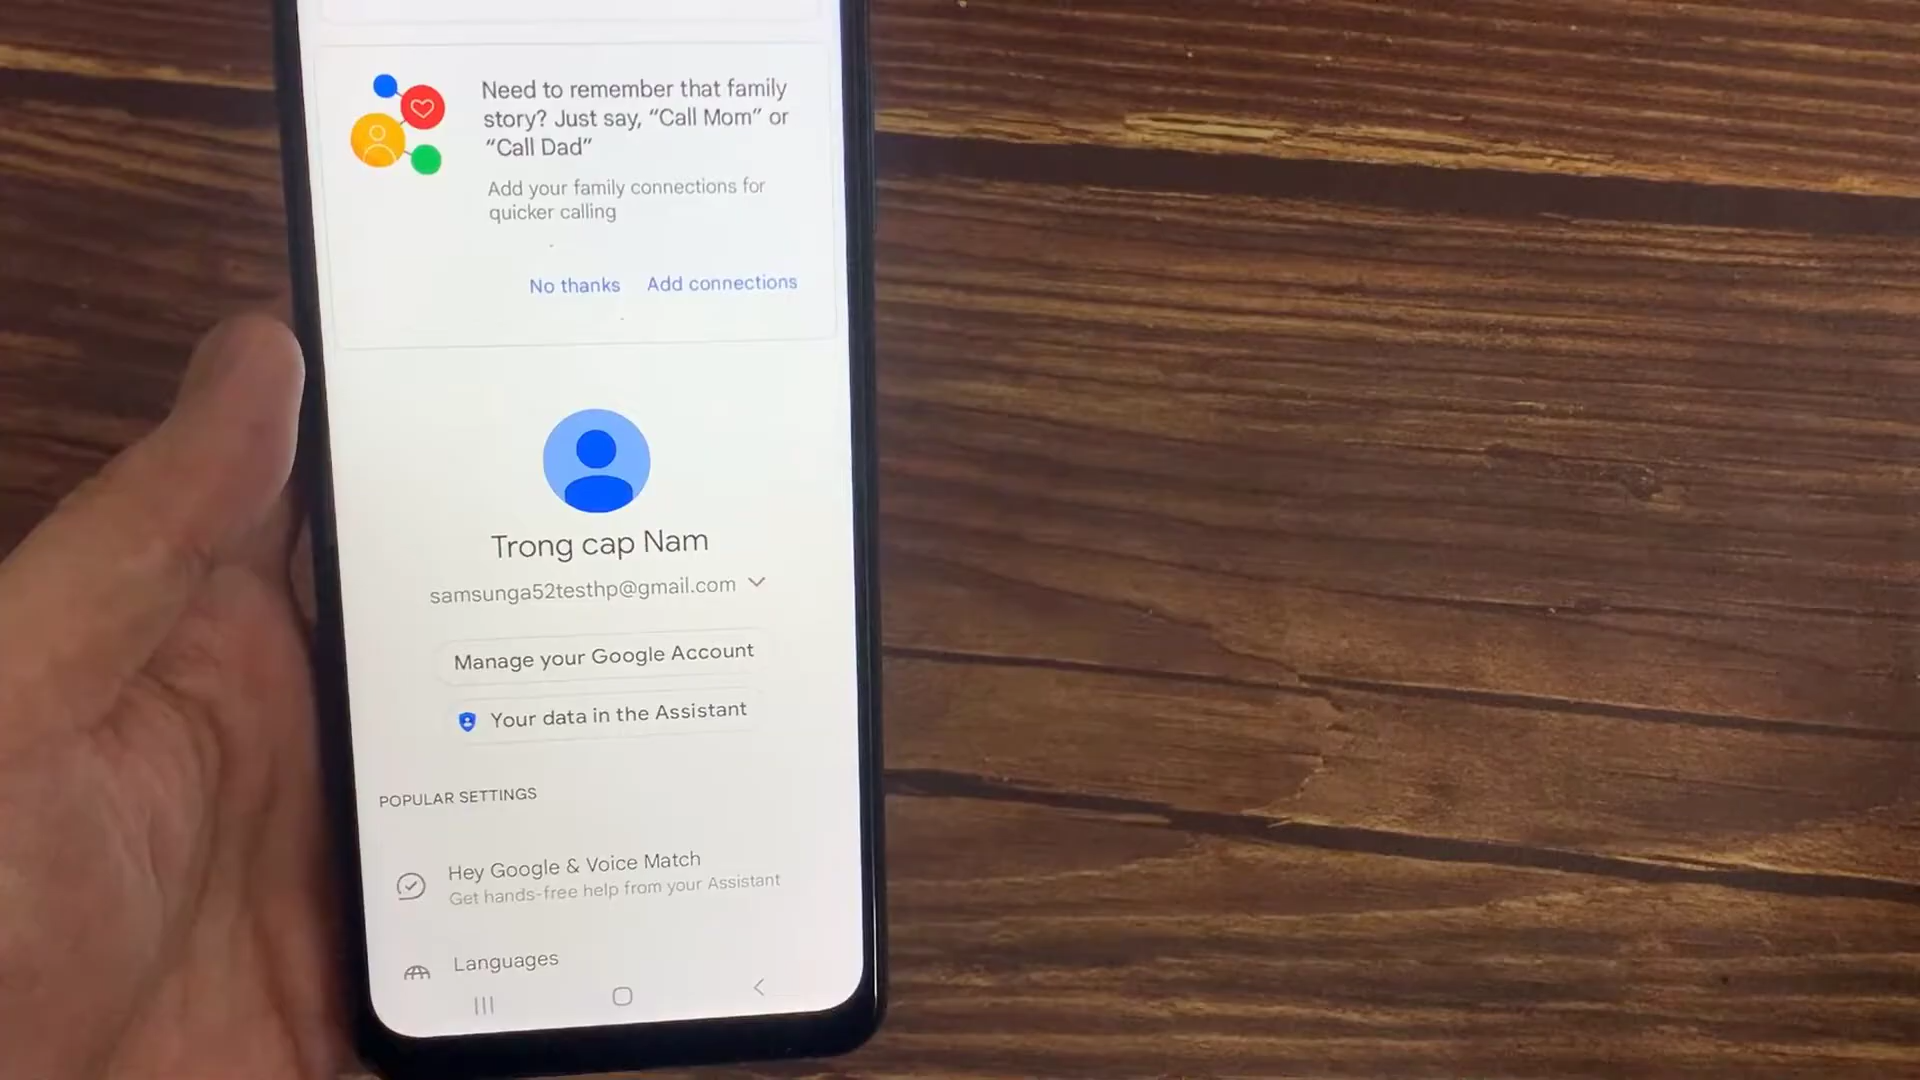 Need to remember that family
story? Just say, “Call Mom” or
“Call Dad”
Add your family connections for
quicker calling
No thanks Add connections
Trong cap Nam
samsunga52testhp@gmail.com
Manage your Google Account
Your data in the Assistant
POPULAR SETTINGS
Hey Google & Voice Match
Get hands-free help from your Assistant
Languages